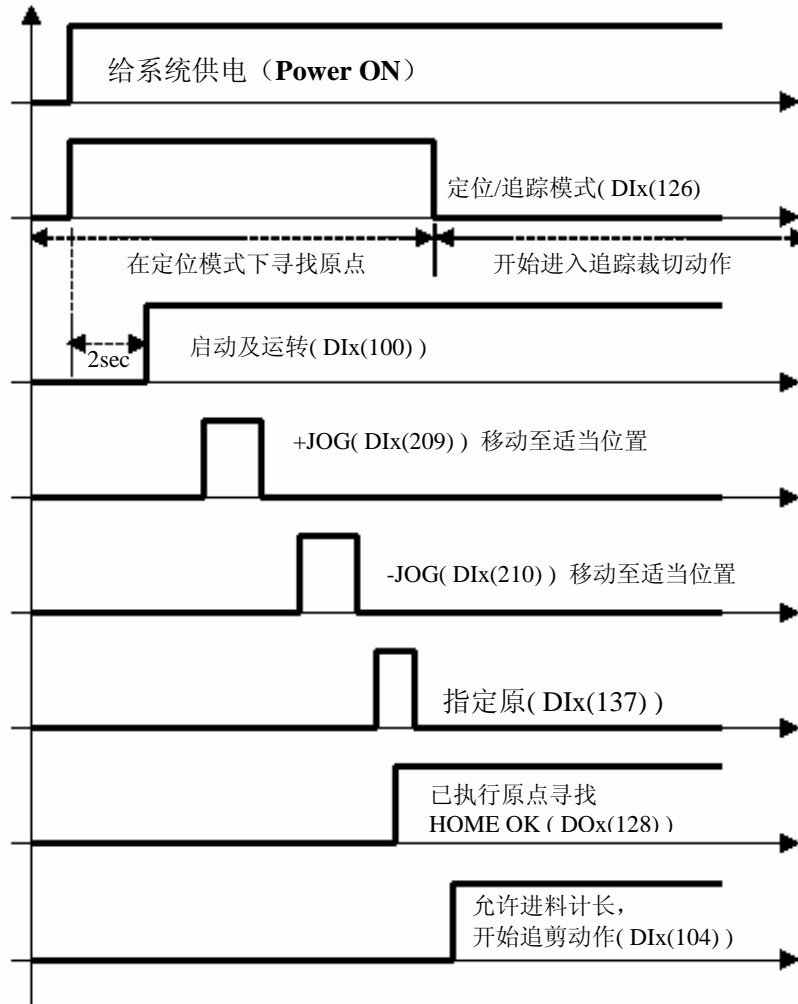 给系统供电（Power ON）
定位/追踪模式( DIx(126)
在定位模式下寻找原点
开始进入追踪裁切动作
2sec
启动及运转( DIx(100) )
+JOG( DIx(209) ) 移动至适当位置
-JOG( DIx(210) ) 移动至适当位置
指定原( DIx(137) )
已执行原点寻找
HOME OK ( DOx(128) )
允许进料计长，
开始追剪动作( DIx(104) )